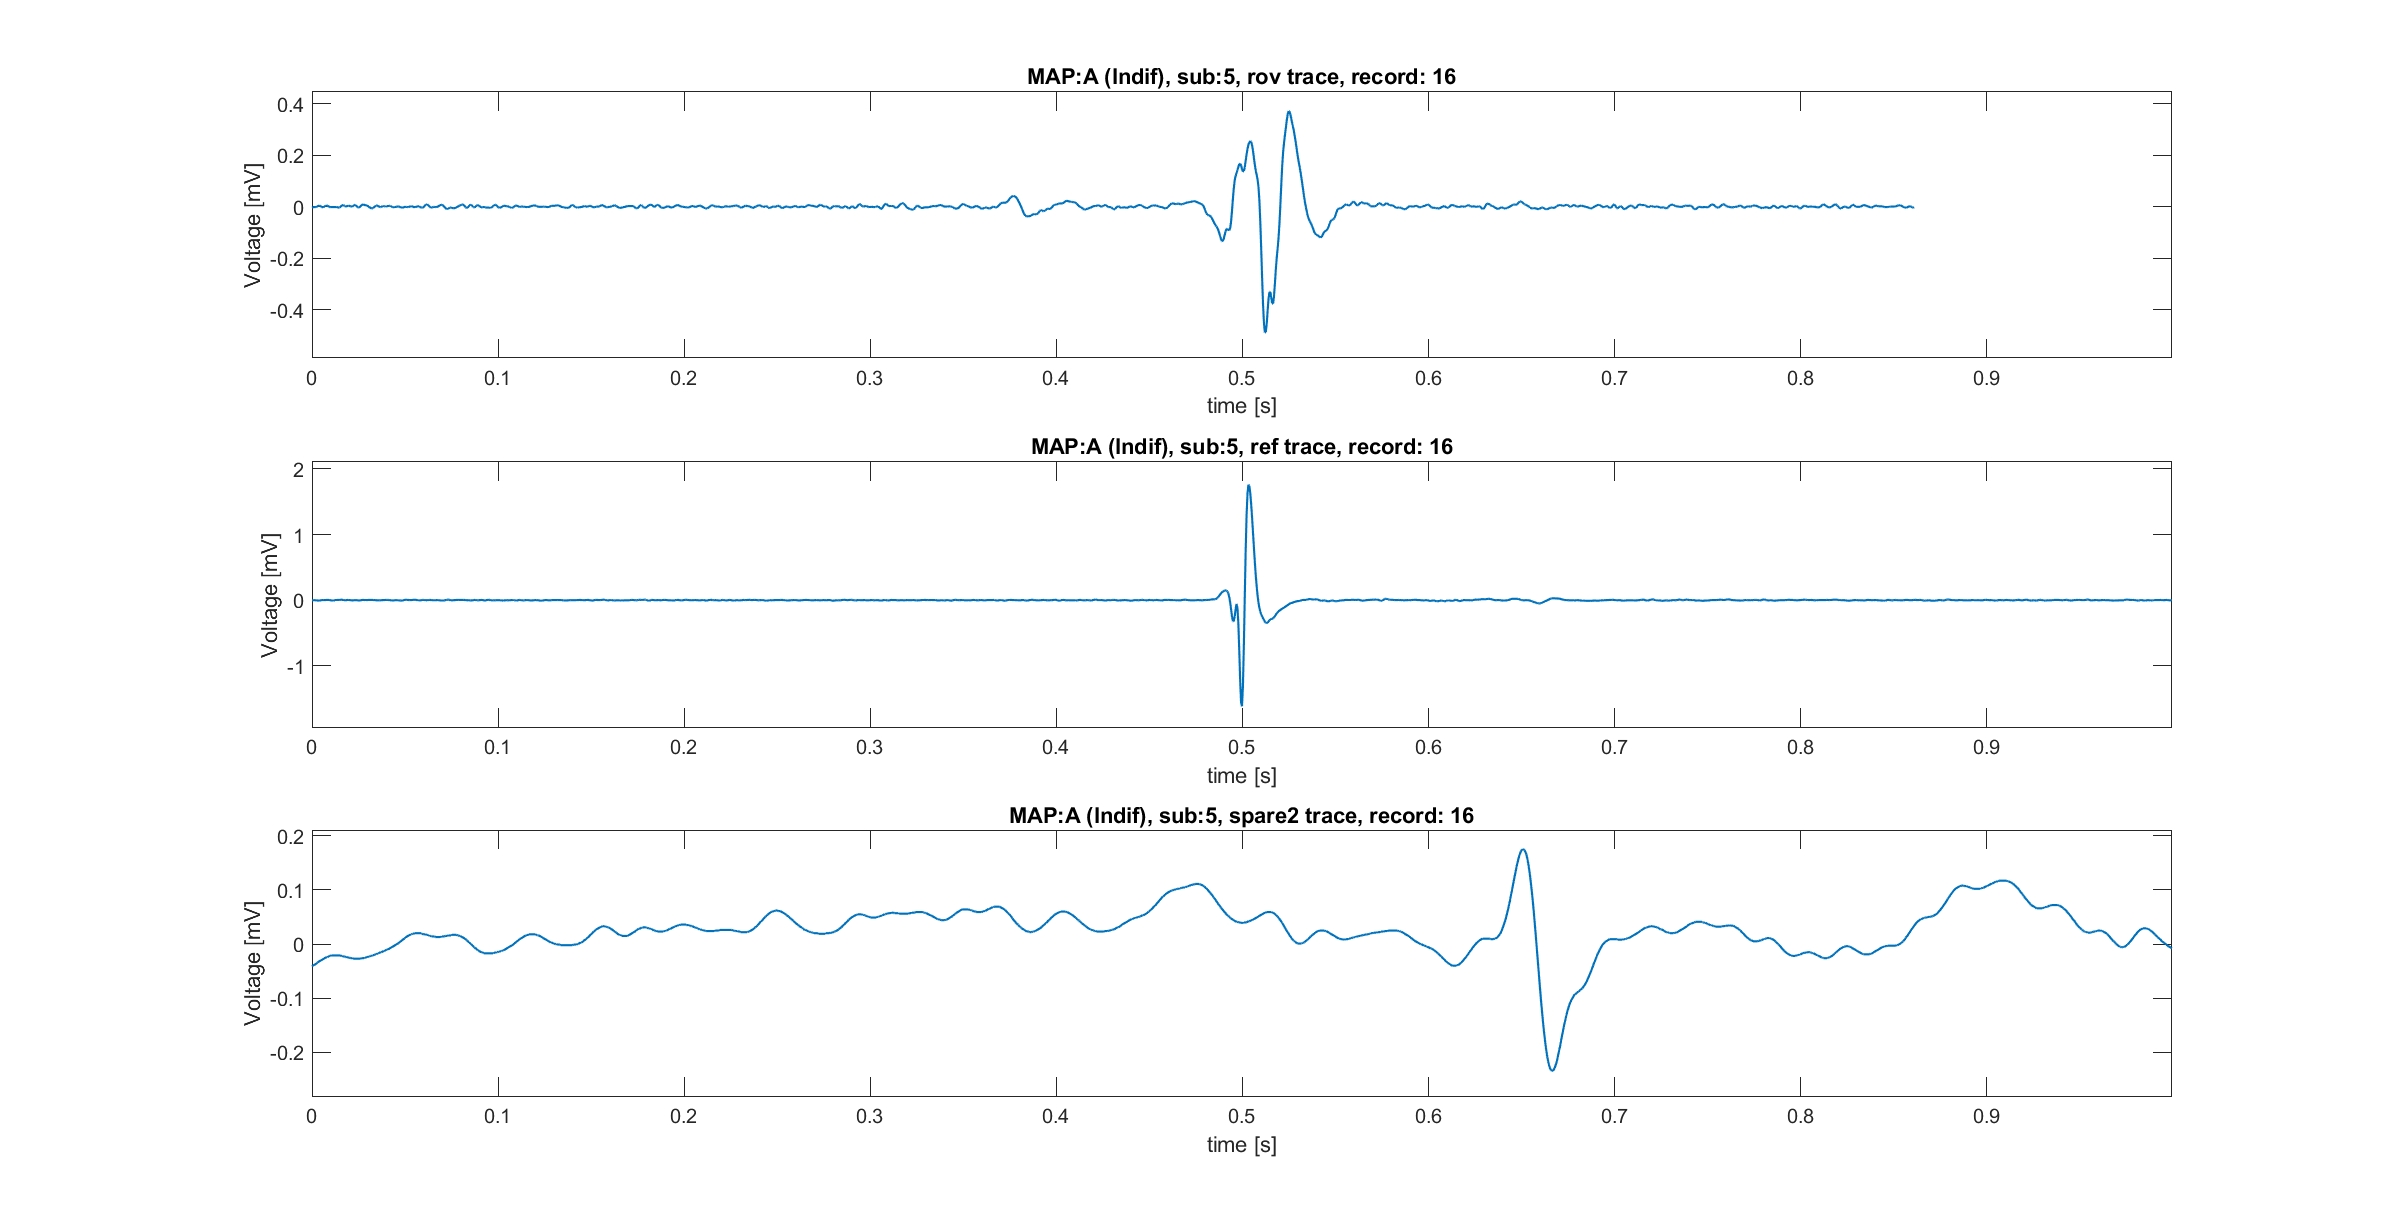 MAP:A (Indif), sub:5, rov trace, record: 16
Voltage [mV]
0.4
0.2
0
-0.2
-0.4
0 0.1 0.2 0.3 0.4 0.5 0.6 0.7 0.8 0.9
time [s]
MAP:A (Indif), sub:5, ref trace, record: 16
Voltage [mV]
2
1
0
-1
0 0.1 0.2 0.3 0.4 0.5 0.6 0.7 0.8 0.9
time [s]
MAP:A (Indif), sub:5, spare2 trace, record: 16
Voltage [mV]
0.2
0.1
0
-0.1
-0.2
0 0.1 0.2 0.3 0.4 0.5 0.6 0.7 0.8 0.9
time [s]